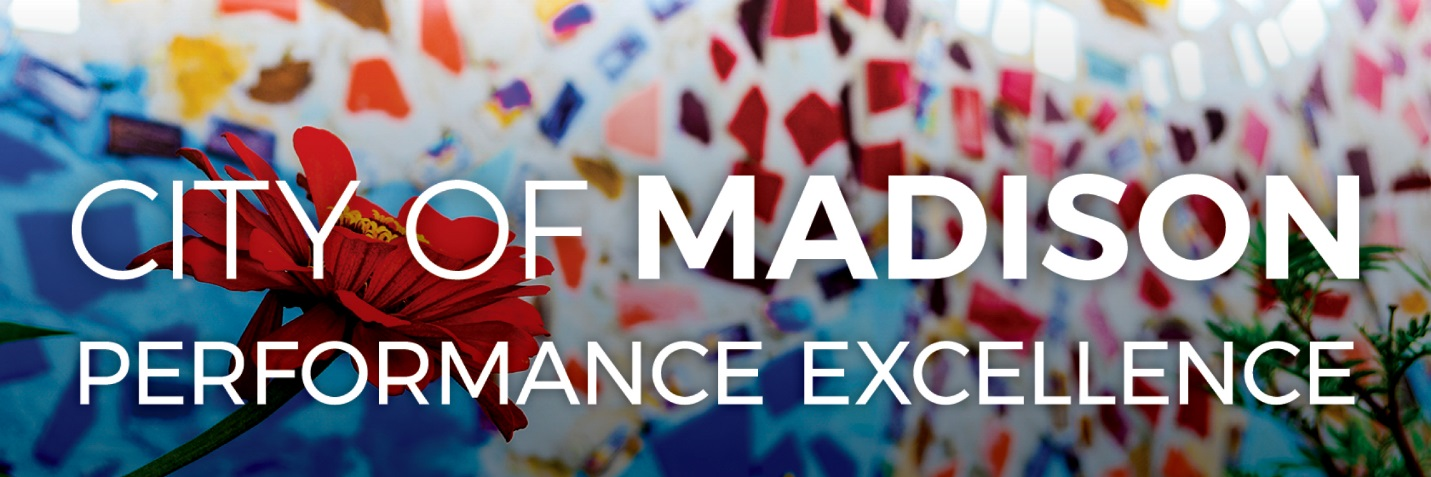 CITY OF MADISON
PERFORMANCE EXCELLENCE